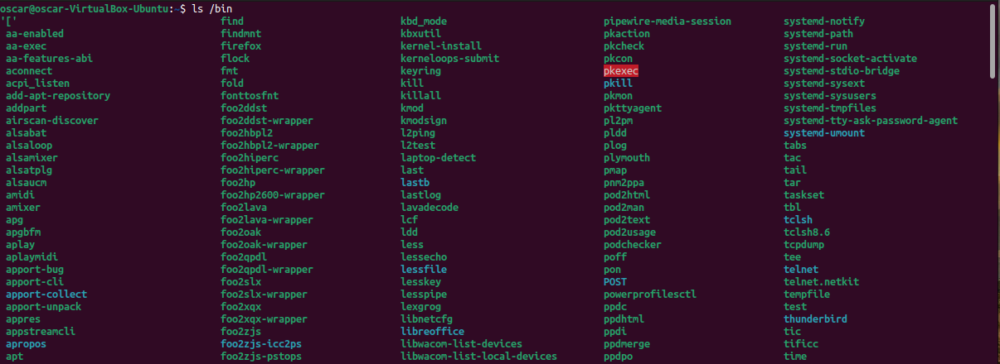 oscar@oscar-VirtualBox-Ubuntu:~$ ls /bin
'[' find kbd_mode pipewire-media-session systemd-notify
aa-enabled findmnt kbxutil pkaction systemd-path
aa-exec firefox kernel-install pkcheck systemd-run
aa-features-abi flock kerneloops-submit pkcon systemd-socket-activate
aconnect fmt keyring pkexec systemd-stdio-bridge
acpi_listen fold kill pkill systemd-sysext
add-apt-repository fonttosfnt killall pkmon systemd-sysusers
addpart foo2ddst kmod pkttyagent systemd-tmpfiles
airscan-discover foo2ddst-wrapper kmodsign pl2pm systemd-tty-ask-password-agent
alsabat foo2hbpl2 l2ping pldd systemd-umount
alsaloop foo2hbpl2-wrapper l2test plog tabs
alsamixer foo2hiperc laptop-detect plymouth tac
alsatplg foo2hiperc-wrapper last pmap tail
alsaucm foo2hp lastb pnm2ppa tar
amidi foo2hp2600-wrapper lastlog pod2html taskset
amixer foo2lava lavadecode pod2man tbl
apg foo2lava-wrapper lcf pod2text tclsh
apgbfm foo2oak ldd pod2usage tclsh8.6
aplay foo2oak-wrapper less podchecker tcpdump
aplaymidi foo2qpdl lessecho poff tee
apport-bug foo2qpdl-wrapper lessfile pon telnet
apport-cli foo2slx lesskey POST telnet.netkit
apport-collect foo2slx-wrapper lesspipe powerprofilesctl tempfile
apport-unpack foo2xqx lexgrog ppdc test
appres foo2xqx-wrapper libnetcfg ppdhtml thunderbird
appstreamcli foo2zjs libreoffice ppdi tic
apropos foo2zjs-icc2ps libwacom-list-devices ppdmerge tificc
apt foo2zjs-pstops libwacom-list-local-devices ppdpo time